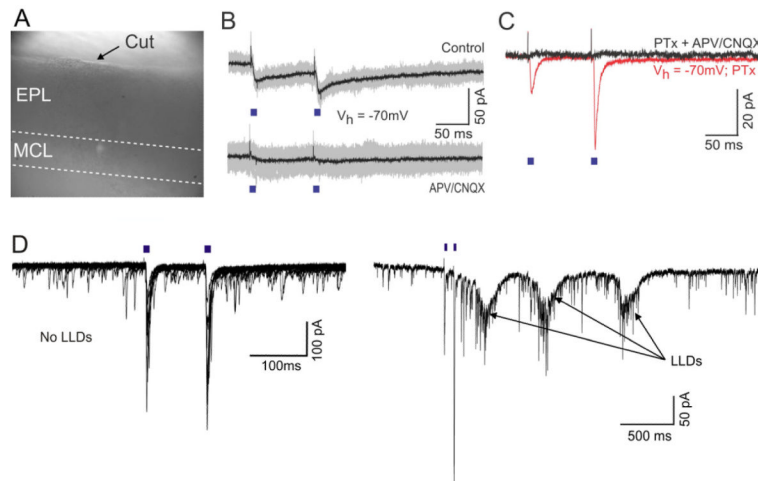 A
Cut
EPL
MCL
B
Control
Vh = -70mV
50 pA
50 ms
APV/CNQX
C
PTx + APV/CNQX
Vh = -70mV; PTx
20 pA
50 ms
D
No LLDs
100 pA
100ms
LLDs
50 pA
500 ms